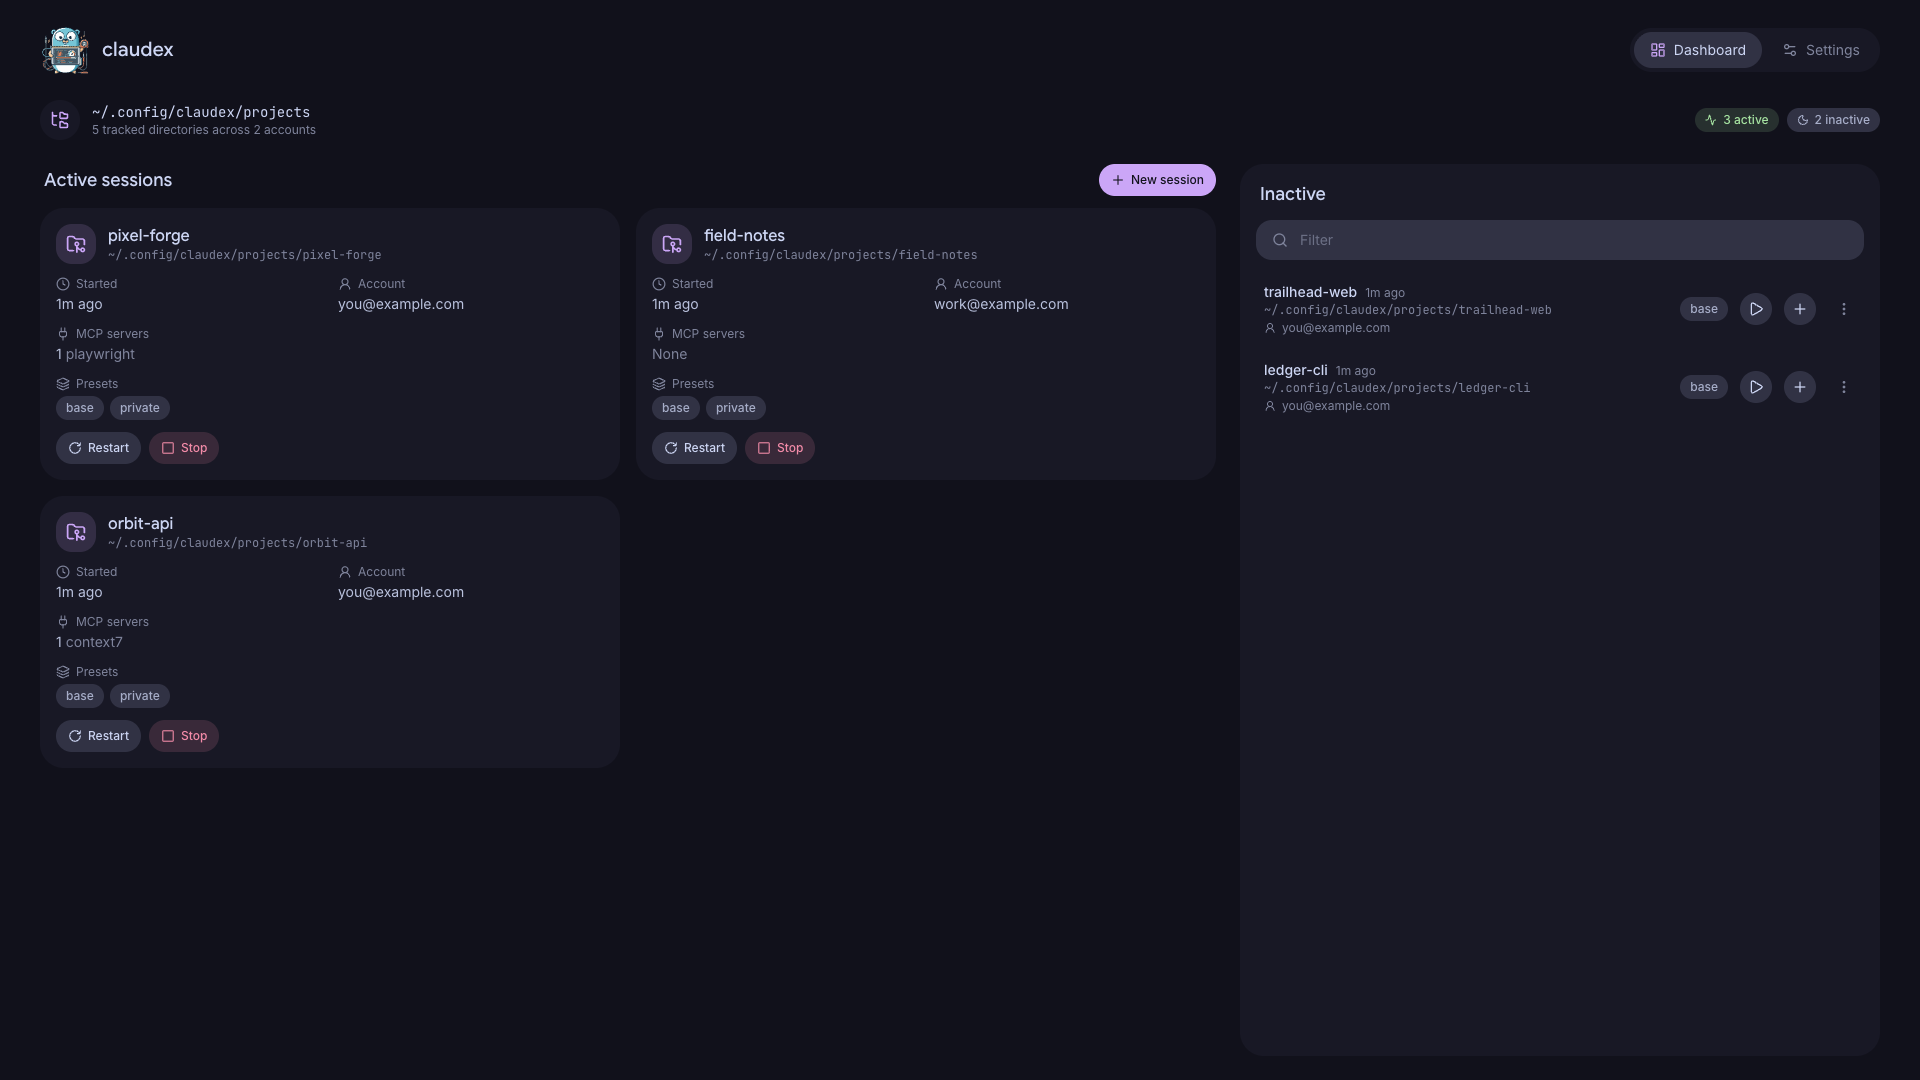 claudex
Dashboard
Settings
~/.config/claudex/projects
5 tracked directories across 2 accounts
3 active
2 inactive
Active sessions
New session
pixel-forge
~/.config/claudex/projects/pixel-forge
Started
Account
1m ago
you@example.com
MCP servers
1 playwright
Presets
base
private
Restart
Stop
field-notes
~/.config/claudex/projects/field-notes
Started
Account
1m ago
work@example.com
MCP servers
None
Presets
base
private
Restart
Stop
orbit-api
~/.config/claudex/projects/orbit-api
Started
Account
1m ago
you@example.com
MCP servers
1 context7
Presets
base
private
Restart
Stop
Inactive
Filter
trailhead-web 1m ago
~/.config/claudex/projects/trailhead-web
you@example.com
base
ledger-cli 1m ago
~/.config/claudex/projects/ledger-cli
you@example.com
base